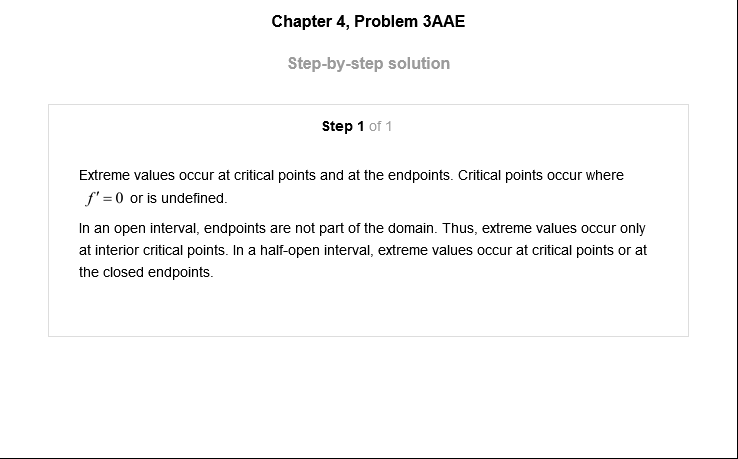 Chapter 4, Problem 3AAE
Step-by-step solution
Step 1 of 1
Extreme values occur at critical points and at the endpoints. Critical points occur where
f′ = 0 or is undefined.
In an open interval, endpoints are not part of the domain. Thus, extreme values occur only
at interior critical points. In a half-open interval, extreme values occur at critical points or at
the closed endpoints.